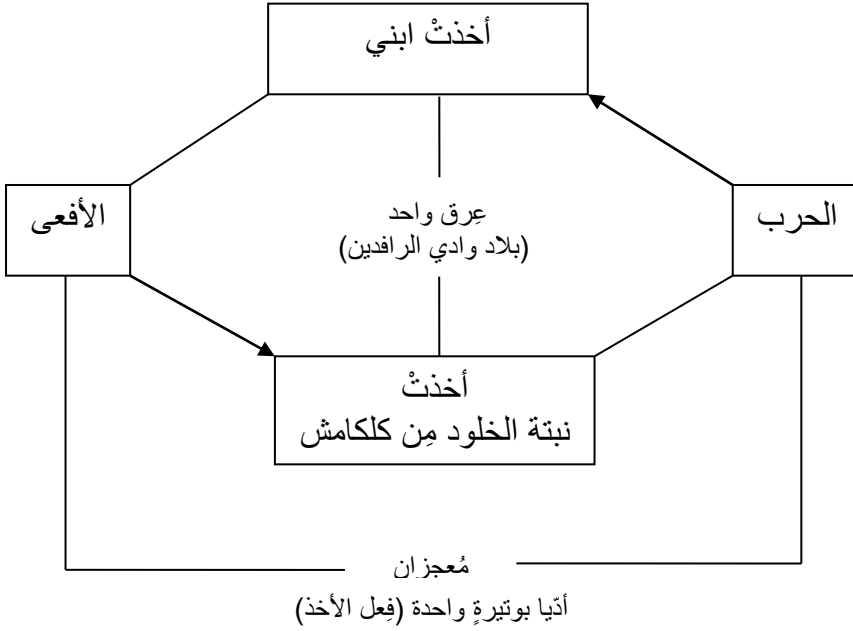 أخذتْ ابني
الحرب
الأفعى
عِرق واحد
(بلاد وادي الرافدين)
أخذتْ
نبتة الخلود مِن كلكامش
مُعجزان
أدّيا بوتيرةٍ واحدة (فِعل الأخذ)